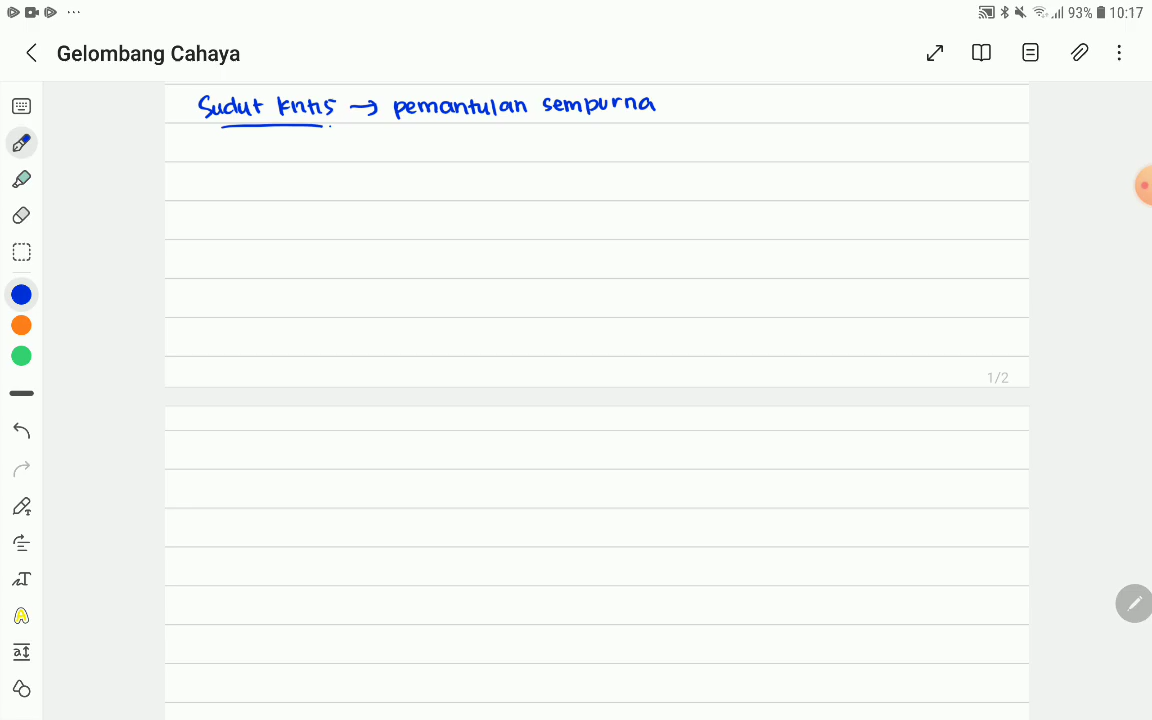 93% 10:17
Gelombang Cahaya
Sudut kritis → pemantulan sempurna
1/2